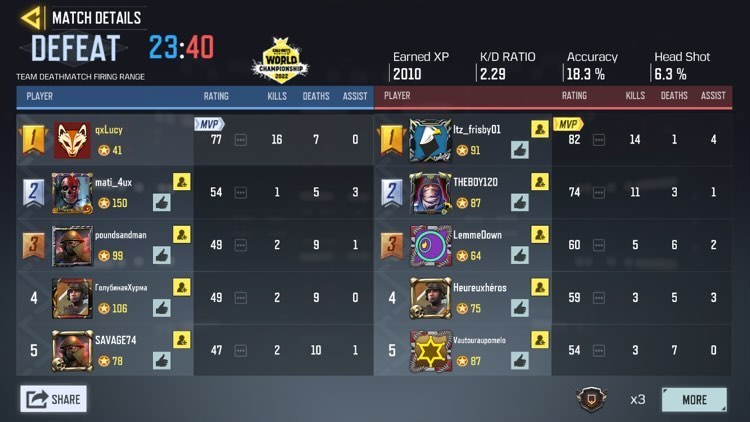 MATCH DETAILS
DEFEAT 23:40
TEAM DEATHMATCH FIRING RANGE
WORLD
CHAMPIONSHIP
2022
Earned XP K/D RATIO Accuracy Head Shot
2010 2.29 18.3 % 6.3 %
PLAYER RATING KILLS DEATHS ASSIST PLAYER RATING KILLS DEATHS ASSIST
1 qxLucy 41 MVP 77 16 7 0
1 Itz_frisby01 91 MVP 82 14 1 4
2 mati_4ux 150 54 1 5 3
2 THEBOY120 87 74 11 3 1
3 poundsandman 99 49 2 9 1
3 LemmeDown 64 60 5 6 2
4 ГолубинаяХурма 106 49 2 9 0
4 Heureuxhéros 75 59 3 5 3
5 SAVAGE74 78 47 2 10 1
5 Vautouraupomelo 87 54 3 7 0
SHARE x3 MORE